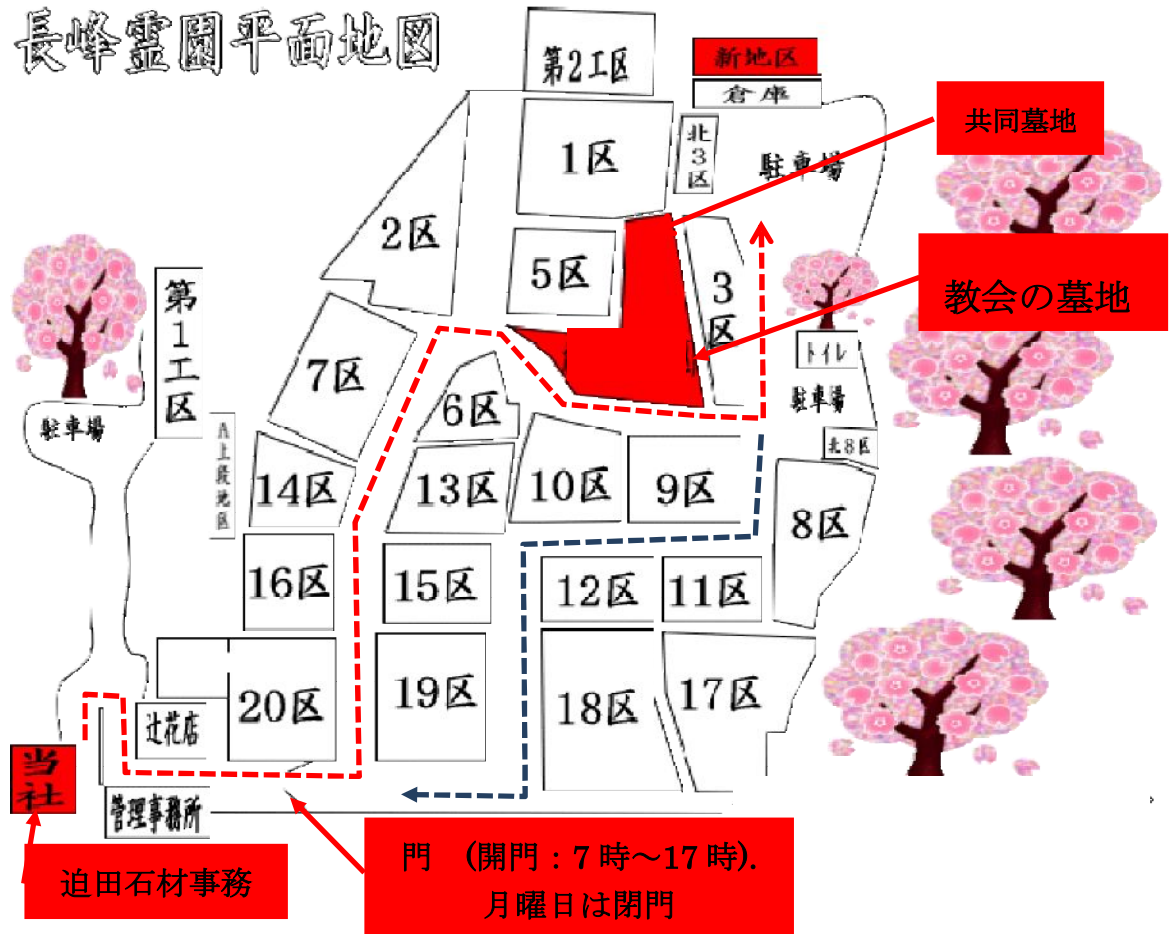 長峰霊園平面地図
第2工区
新地区
倉庫
共同墓地
北3区
1区
駐車場
2区
5区
3区
教会の墓地
第1工区
7区
トイレ
6区
駐車場
駐車場
A上段地区
北8区
14区
13区
10区
9区
8区
16区
15区
12区
11区
20区
19区
18区
17区
辻花店
当社
管理事務所
迫田石材事務
門 (開門：7時～17時).
月曜日は閉門